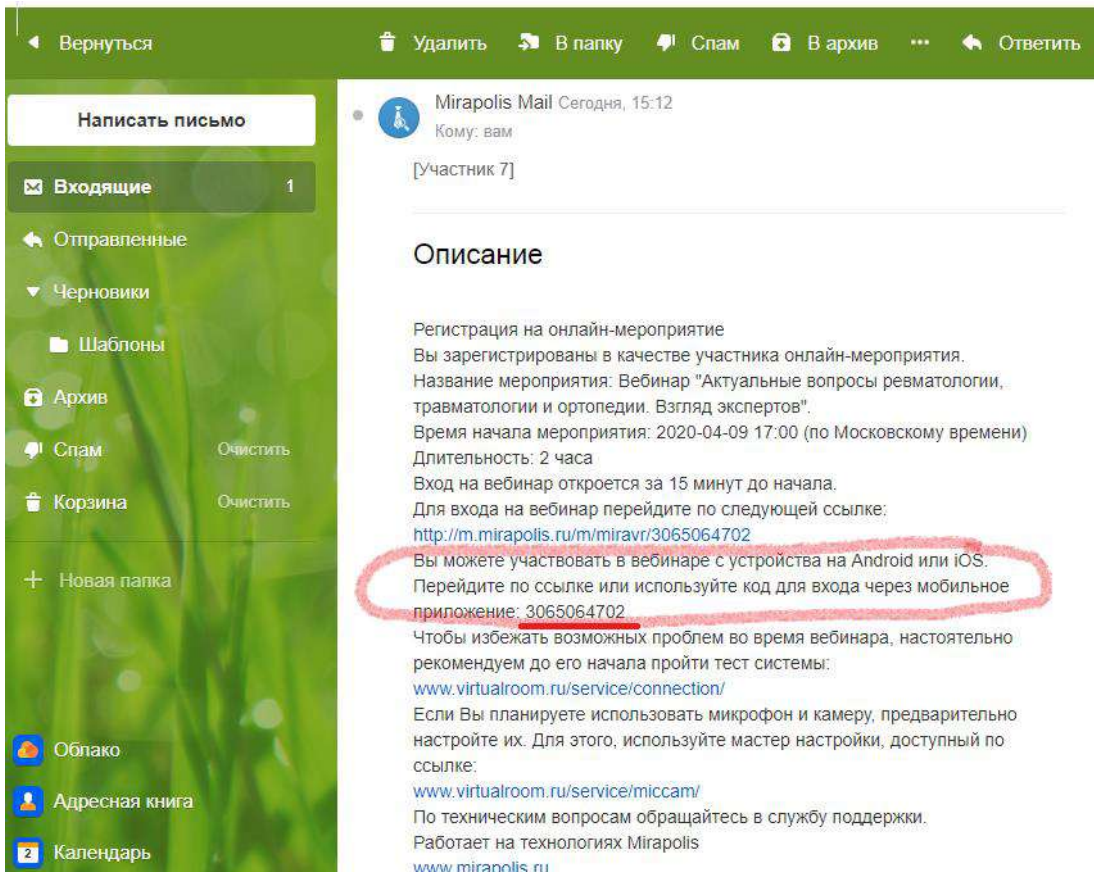 Вернуться
Удалить В папку Спам В архив ... Ответить
Написать письмо
Входящие 1
Отправленные
Черновики
Шаблоны
Архив
Спам Очистить
Корзина Очистить
+ Новая папка
Облако
Адресная книга
2 Календарь
Mirapolis Mail Сегодня, 15:12
Кому: вам
[Участник 7]
Описание
Регистрация на онлайн-мероприятие
Вы зарегистрированы в качестве участника онлайн-мероприятия.
Название мероприятия: Вебинар "Актуальные вопросы ревматологии,
травматологии и ортопедии. Взгляд экспертов".
Время начала мероприятия: 2020-04-09 17:00 (по Московскому времени)
Длительность: 2 часа
Вход на вебинар откроется за 15 минут до начала.
Для входа на вебинар перейдите по следующей ссылке:
http://m.mirapolis.ru/m/miravr/3065064702
Вы можете участвовать в вебинаре с устройства на Android или iOS.
Перейдите по ссылке или используйте код для входа через мобильное
приложение: 3065064702
Чтобы избежать возможных проблем во время вебинара, настоятельно
рекомендуем до его начала пройти тест системы:
www.virtualroom.ru/service/connection/
Если Вы планируете использовать микрофон и камеру, предварительно
настройте их. Для этого, используйте мастер настройки, доступный по
ссылке:
www.virtualroom.ru/service/miccam/
По техническим вопросам обращайтесь в службу поддержки.
Работает на технологиях Mirapolis
www.mirapolis.ru